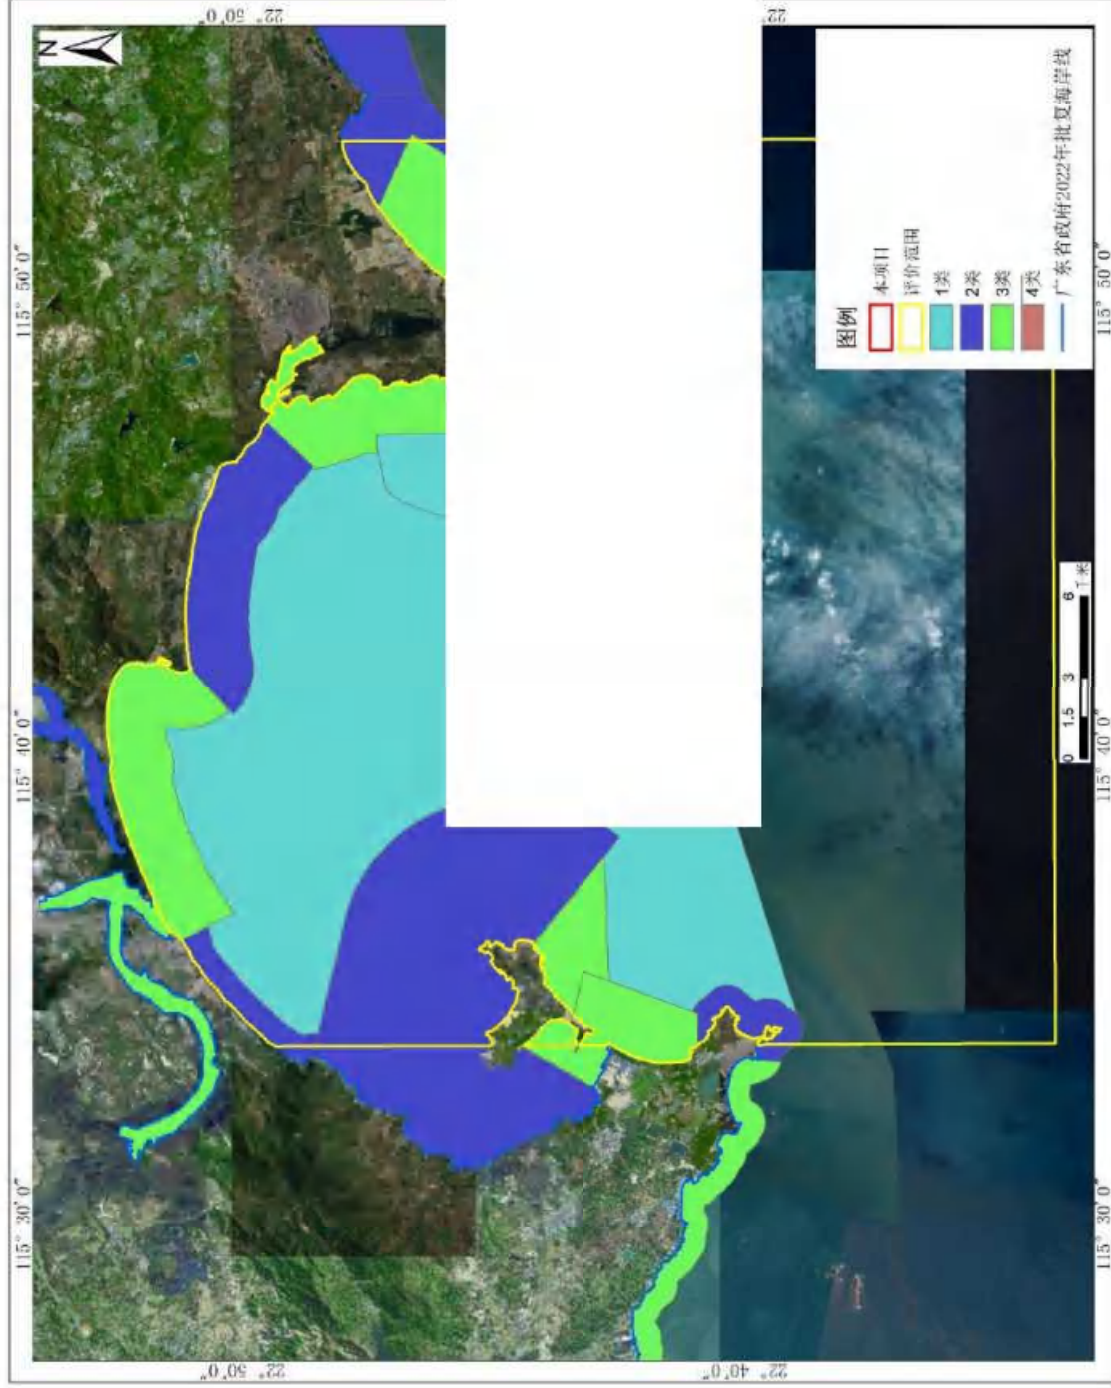 N
22° 50′ 0″
22°
115° 50′ 0″
115° 40′ 0″
115° 30′ 0″
图例
本项目
评价范围
1类
2类
3类
4类
广东省政府2022年批复海岸线
0 1.5 3 6
千米
115° 50′ 0″
115° 40′ 0″
115° 30′ 0″
22° 50′ 0″
22° 40′ 0″